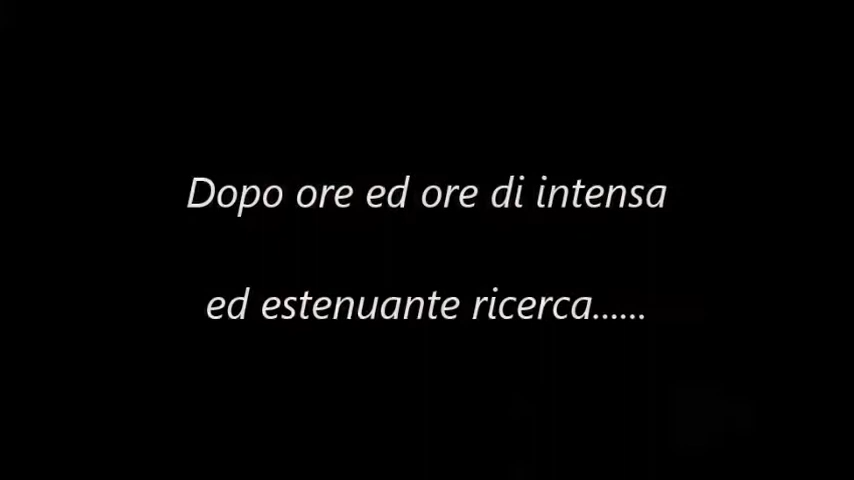 Dopo ore ed ore di intensa
ed estenuante ricerca......